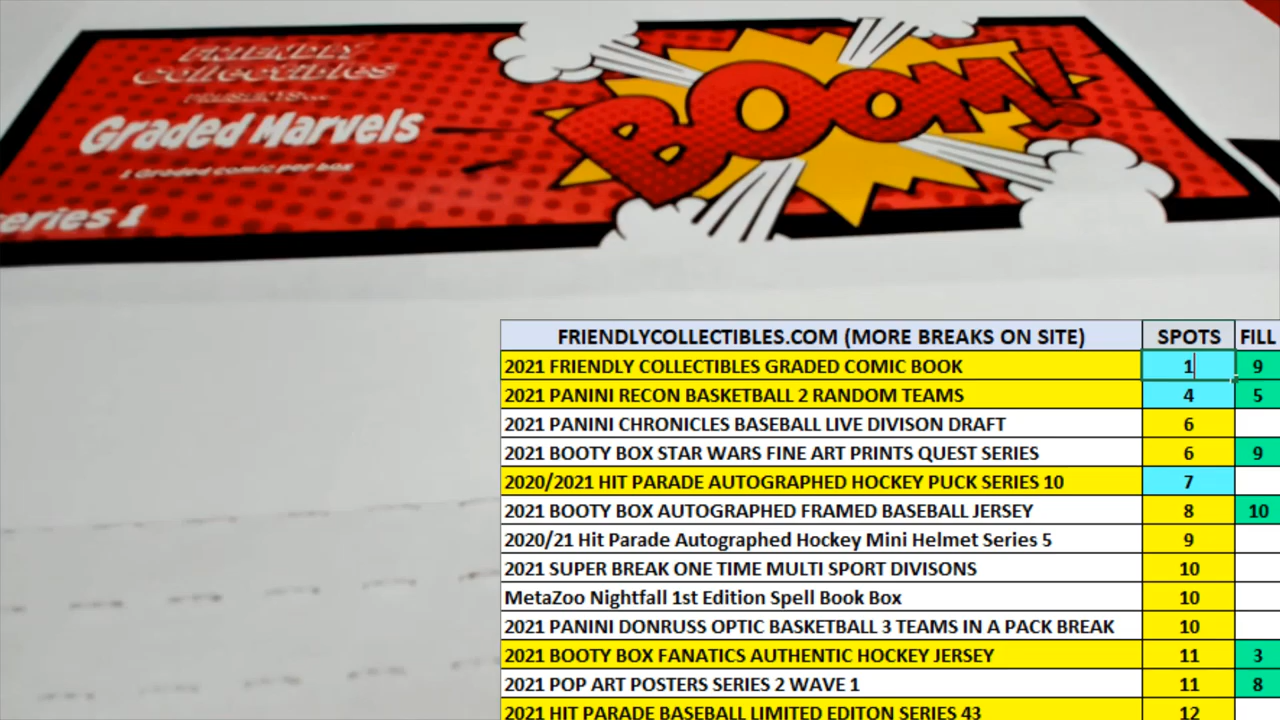 FRIENDLY
Collectibles
PRESENTS...
Graded Marvels
1 Graded comic per box
eries 1
BOOM!
FRIENDLYCOLLECTIBLES.COM (MORE BREAKS ON SITE) SPOTS FILL
2021 FRIENDLY COLLECTIBLES GRADED COMIC BOOK 1 9
2021 PANINI RECON BASKETBALL 2 RANDOM TEAMS 4 5
2021 PANINI CHRONICLES BASEBALL LIVE DIVISON DRAFT 6
2021 BOOTY BOX STAR WARS FINE ART PRINTS QUEST SERIES 6 9
2020/2021 HIT PARADE AUTOGRAPHED HOCKEY PUCK SERIES 10 7
2021 BOOTY BOX AUTOGRAPHED FRAMED BASEBALL JERSEY 8 10
2020/21 Hit Parade Autographed Hockey Mini Helmet Series 5 9
2021 SUPER BREAK ONE TIME MULTI SPORT DIVISONS 10
MetaZoo Nightfall 1st Edition Spell Book Box 10
2021 PANINI DONRUSS OPTIC BASKETBALL 3 TEAMS IN A PACK BREAK 10
2021 BOOTY BOX FANATICS AUTHENTIC HOCKEY JERSEY 11 3
2021 POP ART POSTERS SERIES 2 WAVE 1 11 8
2021 HIT PARADE BASEBALL LIMITED EDITON SERIES 43 12